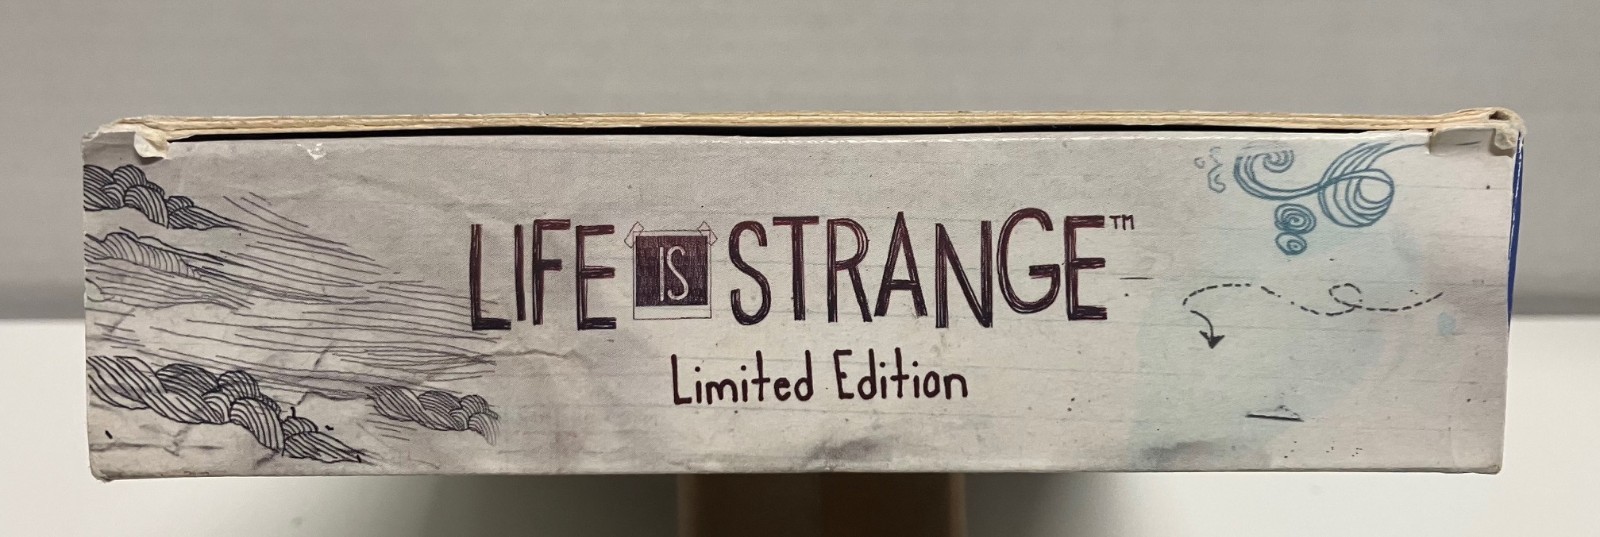 LIFE IS STRANGE™
Limited Edition